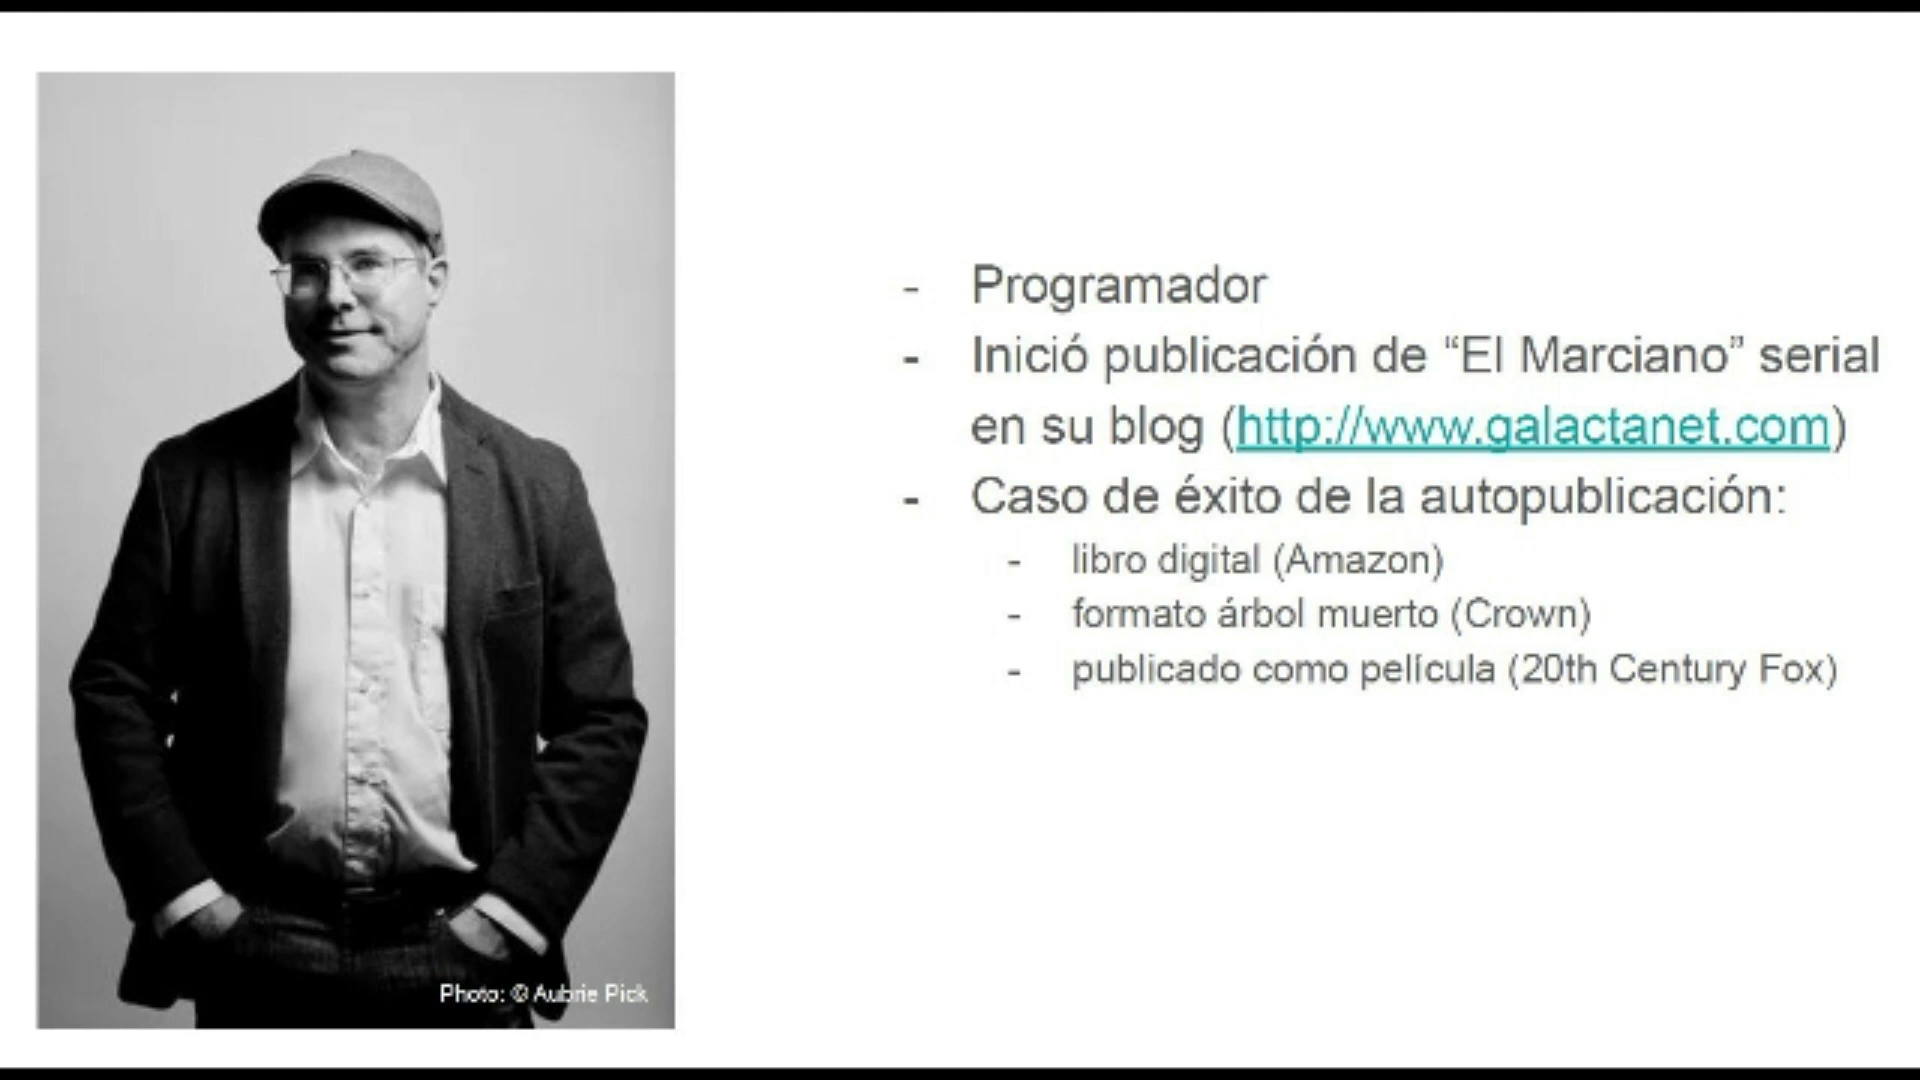 - Programador
- Inició publicación de “El Marciano” serial
en su blog (http://www.galactanet.com)
- Caso de éxito de la autopublicación:
- libro digital (Amazon)
- formato árbol muerto (Crown)
- publicado como película (20th Century Fox)
Photo: © Aubrie Pick